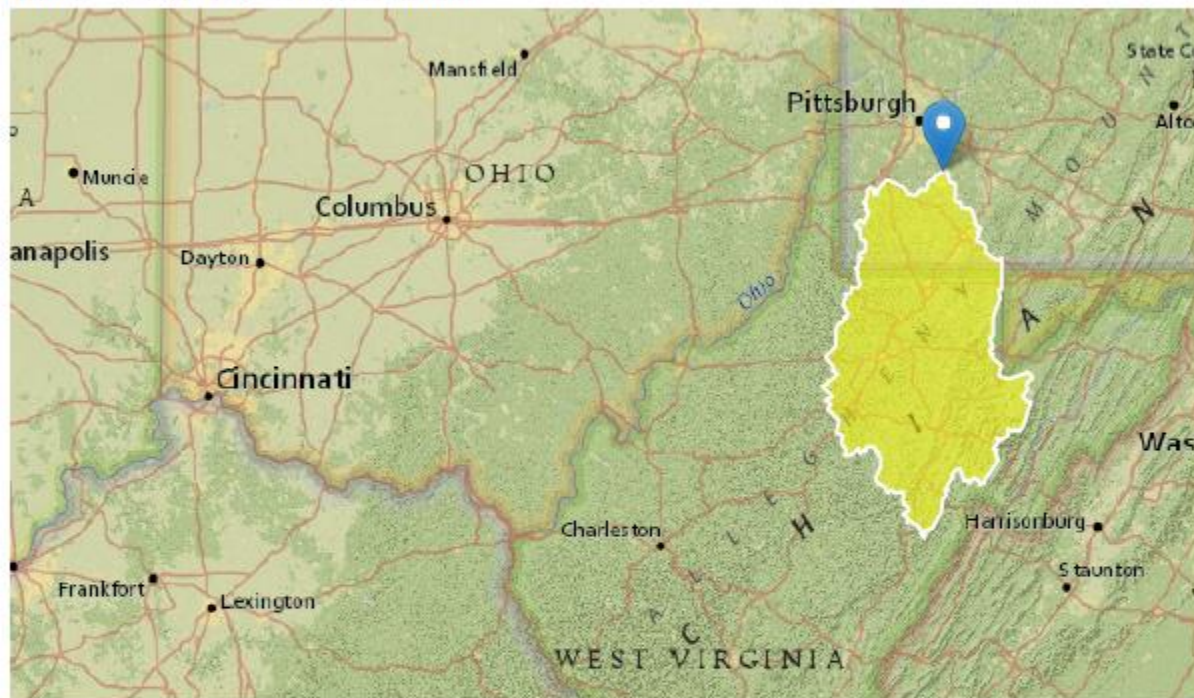 State C
Mansfield
Pittsburgh
Alto
Muncie
OHIO
A
Columbus
anapolis
Dayton
Ohio
Cincinnati
Was
Charleston
Harrisonburg
Staunton
Frankfort
Lexington
WEST VIRGINIA